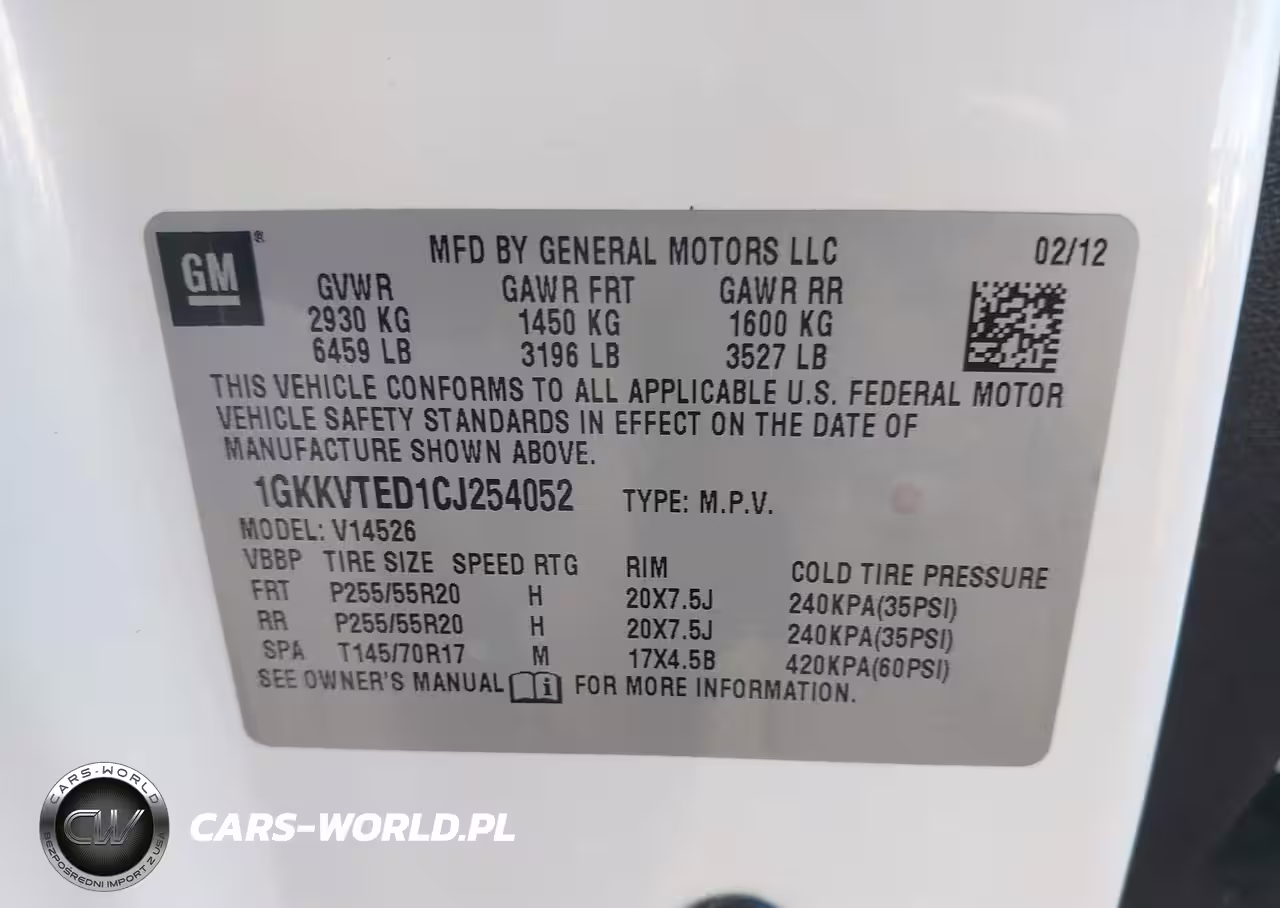 GM®
MFD BY GENERAL MOTORS LLC 02/12
GVWR GAWR FRT GAWR RR
2930 KG 1450 KG 1600 KG
6459 LB 3196 LB 3527 LB
THIS VEHICLE CONFORMS TO ALL APPLICABLE U.S. FEDERAL MOTOR
VEHICLE SAFETY STANDARDS IN EFFECT ON THE DATE OF
MANUFACTURE SHOWN ABOVE.
1GKKVTED1CJ254052 TYPE: M.P.V.
MODEL: V14526
VBBP TIRE SIZE SPEED RTG RIM COLD TIRE PRESSURE
FRT P255/55R20 H 20X7.5J 240KPA(35PSI)
RR P255/55R20 H 20X7.5J 240KPA(35PSI)
SPA T145/70R17 M 17X4.5B 420KPA(60PSI)
SEE OWNER'S MANUAL i FOR MORE INFORMATION.
CARS-WORLD
CW
BEZPOŚREDNI IMPORT Z USA
CARS-WORLD.PL